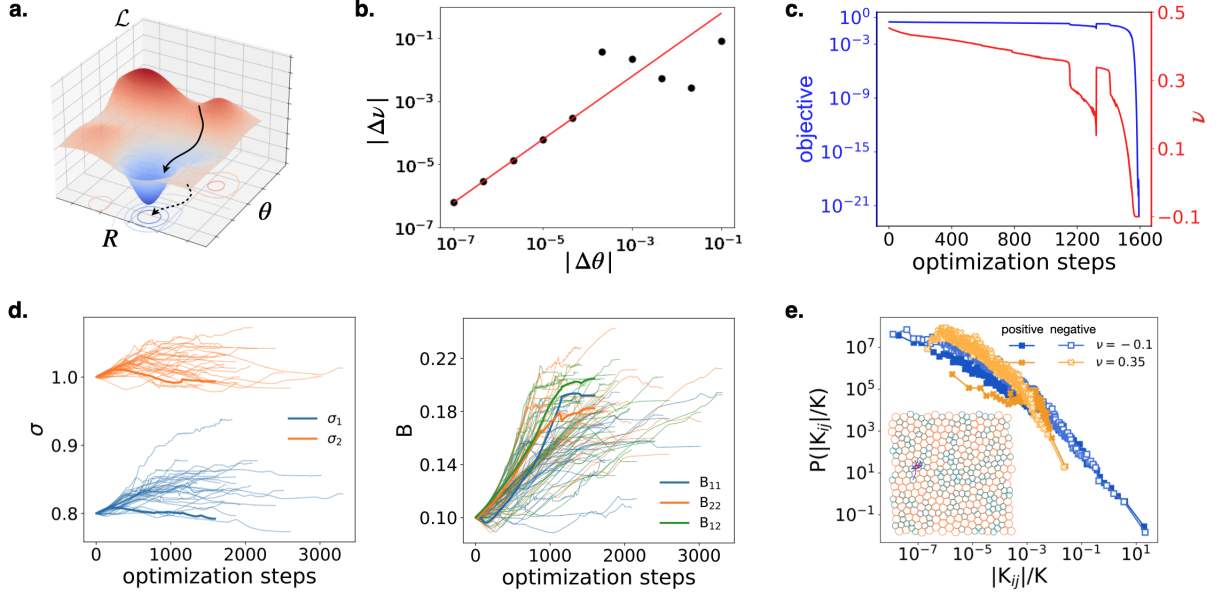 a.
ℒ
R
θ
b.
|Δν|
10⁻¹
10⁻³
10⁻⁵
10⁻⁷
10⁻⁷
10⁻⁵
10⁻³
10⁻¹
|Δθ|
c.
objective
10⁰
10⁻³
10⁻⁹
10⁻¹⁵
10⁻²¹
0.5
0.3
0.1
−0.1
ν
0
400
800
1200
1600
optimization steps
d.
σ
1.0
0.9
0.8
σ₁
σ₂
0
1000
2000
3000
optimization steps
B
0.22
0.18
0.14
0.10
B₁₁
B₂₂
B₁₂
0
1000
2000
3000
optimization steps
e.
P(|Kᵢⱼ|/K)
10⁷
10⁵
10³
10¹
10⁻¹
positive negative
ν = −0.1
ν = 0.35
10⁻⁷
10⁻⁵
10⁻³
10⁻¹
10¹
|Kᵢⱼ|/K